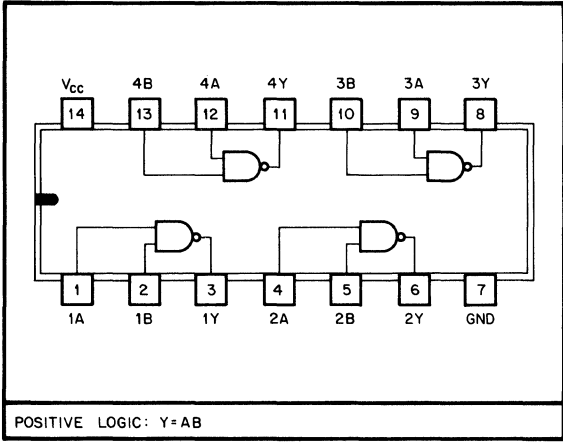 VCC 4B 4A 4Y 3B 3A 3Y
14 13 12 11 10 9 8
1 2 3 4 5 6 7
1A 1B 1Y 2A 2B 2Y GND
POSITIVE LOGIC: Y=AB